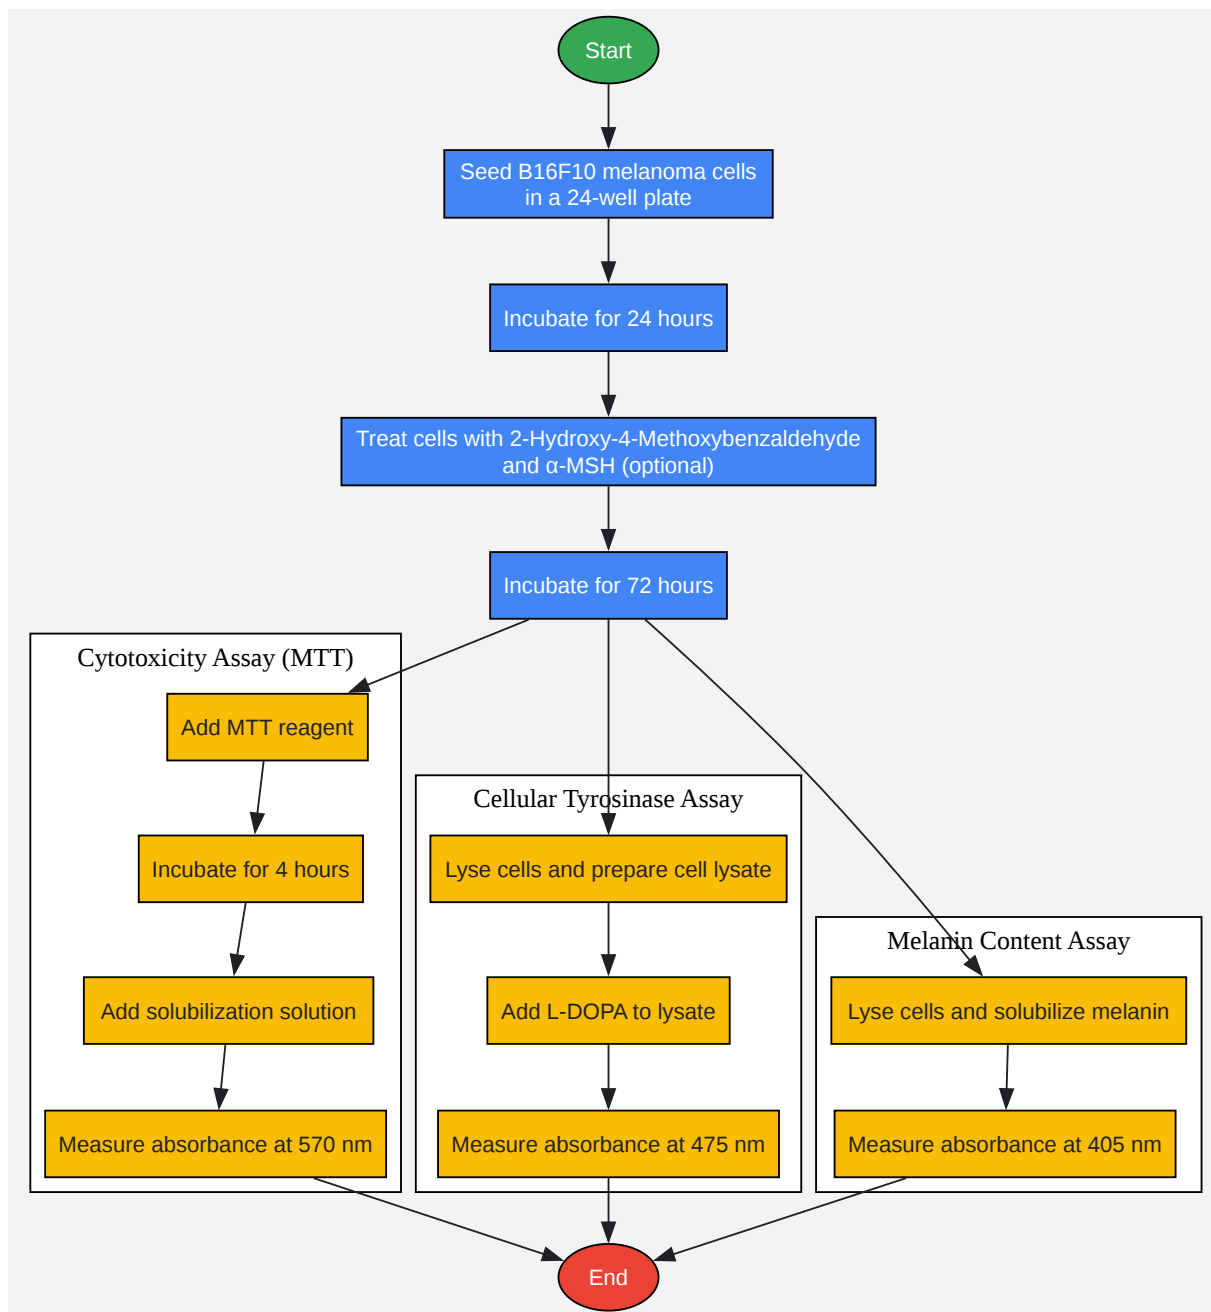 Start
Seed B16F10 melanoma cells
in a 24-well plate
Incubate for 24 hours
Treat cells with 2-Hydroxy-4-Methoxybenzaldehyde
and α-MSH (optional)
Incubate for 72 hours
Cytotoxicity Assay (MTT)
Add MTT reagent
Incubate for 4 hours
Add solubilization solution
Measure absorbance at 570 nm
Cellular Tyrosinase Assay
Lyse cells and prepare cell lysate
Add L-DOPA to lysate
Measure absorbance at 475 nm
Melanin Content Assay
Lyse cells and solubilize melanin
Measure absorbance at 405 nm
End